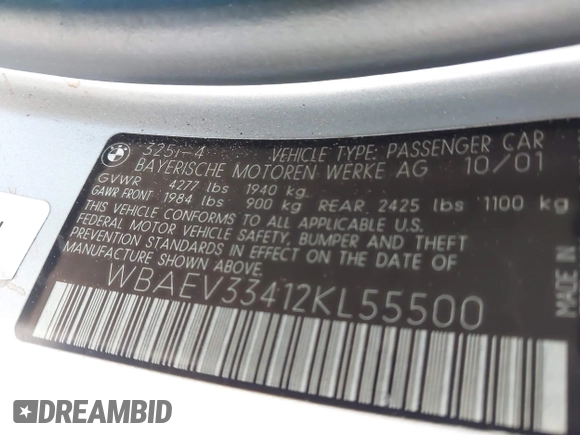 325i-4 VEHICLE TYPE: PASSENGER CAR
BAYERISCHE MOTOREN WERKE AG 10/01
GVWR 4277 lbs 1940 kg
GAWR FRONT 1984 lbs 900 kg REAR. 2425 lbs 1100 kg
THIS VEHICLE CONFORMS TO ALL APPLICABLE U.S.
FEDERAL MOTOR VEHICLE SAFETY, BUMPER AND THEFT
PREVENTION STANDARDS IN EFFECT ON THE DATE OF
MANUFACTURE SHOWN ABOVE.
WBAEV33412KL55500
MADE
DREAMBID